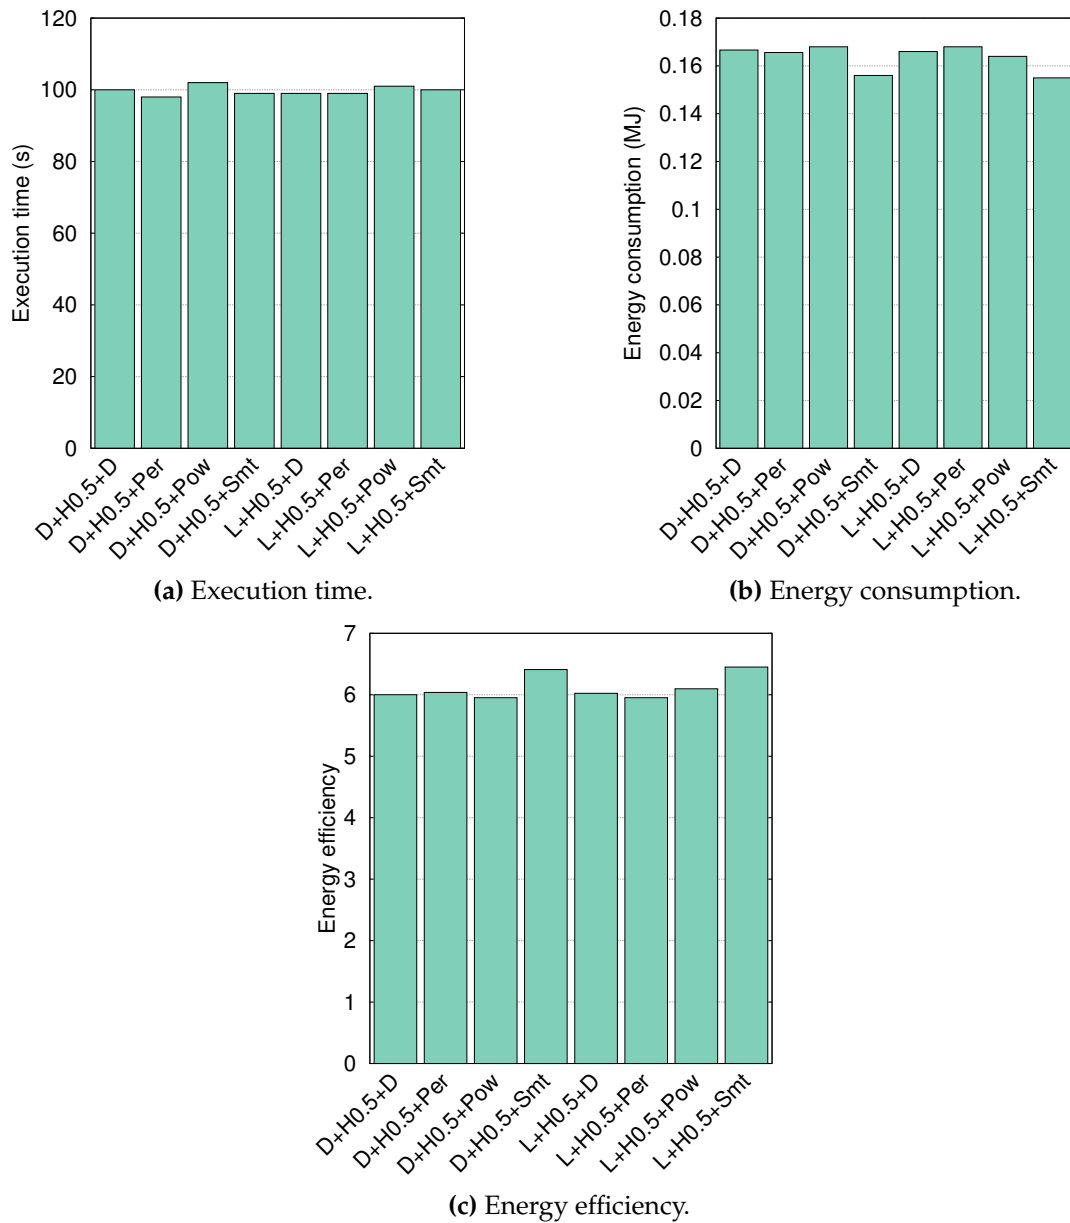 120
100
80
60
40
20
0
Execution time (s)
D+H0.5+D
D+H0.5+Per
D+H0.5+Pow
D+H0.5+Smt
L+H0.5+D
L+H0.5+Per
L+H0.5+Pow
L+H0.5+Smt
(a) Execution time.
0.18
0.16
0.14
0.12
0.1
0.08
0.06
0.04
0.02
0
Energy consumption (MJ)
D+H0.5+D
D+H0.5+Per
D+H0.5+Pow
D+H0.5+Smt
L+H0.5+D
L+H0.5+Per
L+H0.5+Pow
L+H0.5+Smt
(b) Energy consumption.
7
6
5
4
3
2
1
0
Energy efficiency
D+H0.5+D
D+H0.5+Per
D+H0.5+Pow
D+H0.5+Smt
L+H0.5+D
L+H0.5+Per
L+H0.5+Pow
L+H0.5+Smt
(c) Energy efficiency.